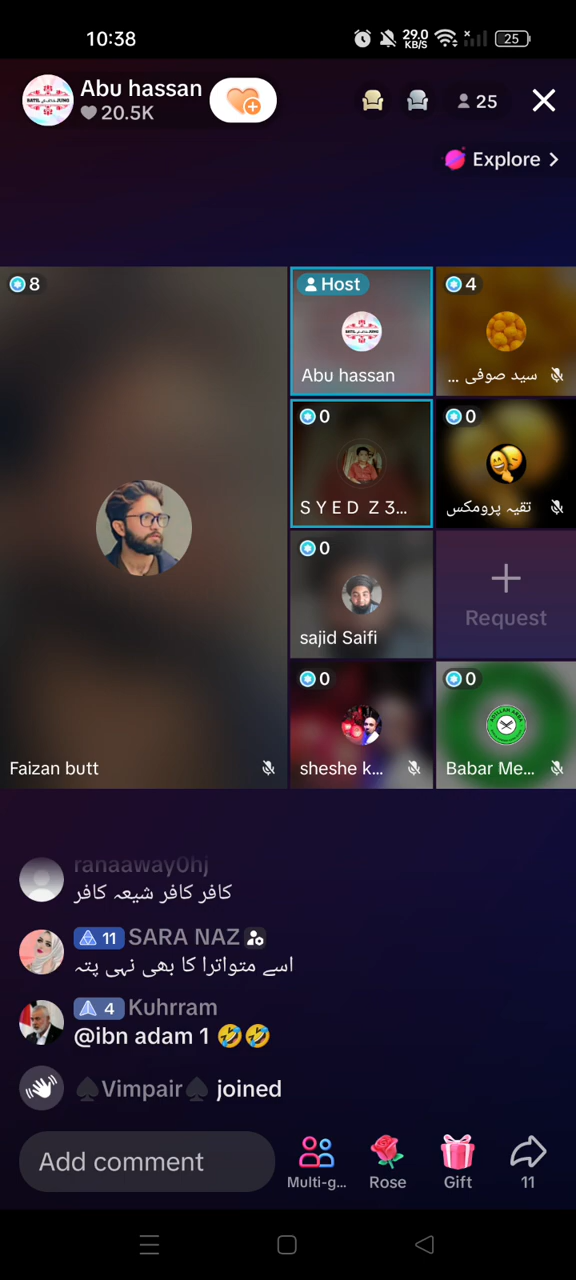 10:38
29.0
KB/S
25
Abu hassan
20.5K
25
Explore
8
Host
4
Abu hassan
سید صوفی ...
0
0
S Y E D Z 3...
تقیہ پرومکس
0
Request
sajid Saifi
0
0
Faizan butt
sheshe k...
Babar Me...
ranaaway0hj
کافر کافر شیعہ کافر
11 SARA NAZ
اسے متواترا کا بھی نہی پتہ
4 Kuhrram
@ibn adam 1 🤣🤣
♠Vimpair♠ joined
Add comment
Multi-g...
Rose
Gift
11